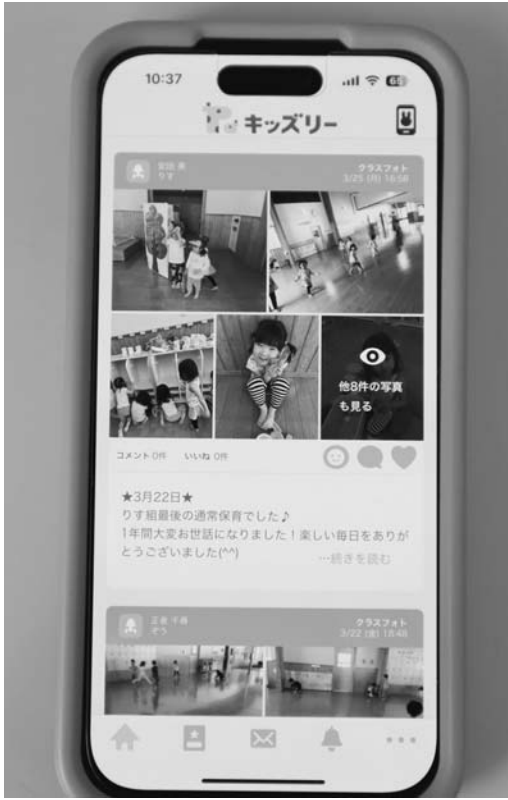 10:37
65
キッズリー
りす
クラスフォト
3/25 (月) 16:58
他8件の写真
も見る
コメント 0件 いいね 0件
★3月22日★
りす組最後の通常保育でした♪
1年間大変お世話になりました！楽しい毎日をありが
とうございました(^^)
…続きを読む
ぞう
クラスフォト
3/22 (金) 18:48